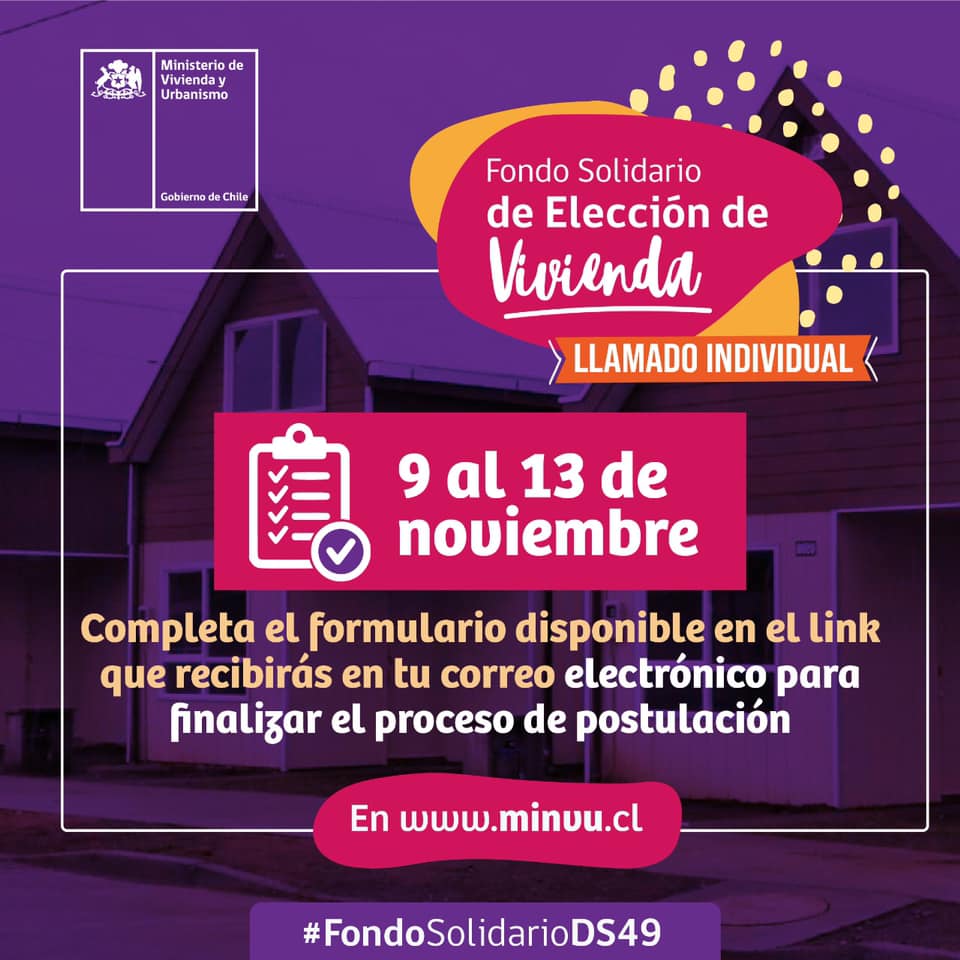 Ministerio de
Vivienda y
Urbanismo
Gobierno de Chile
Fondo Solidario
de Elección de
Vivienda
LLAMADO INDIVIDUAL
9 al 13 de
noviembre
Completa el formulario disponible en el link
que recibirás en tu correo electrónico para
finalizar el proceso de postulación
En www.minvu.cl
#FondoSolidarioDS49